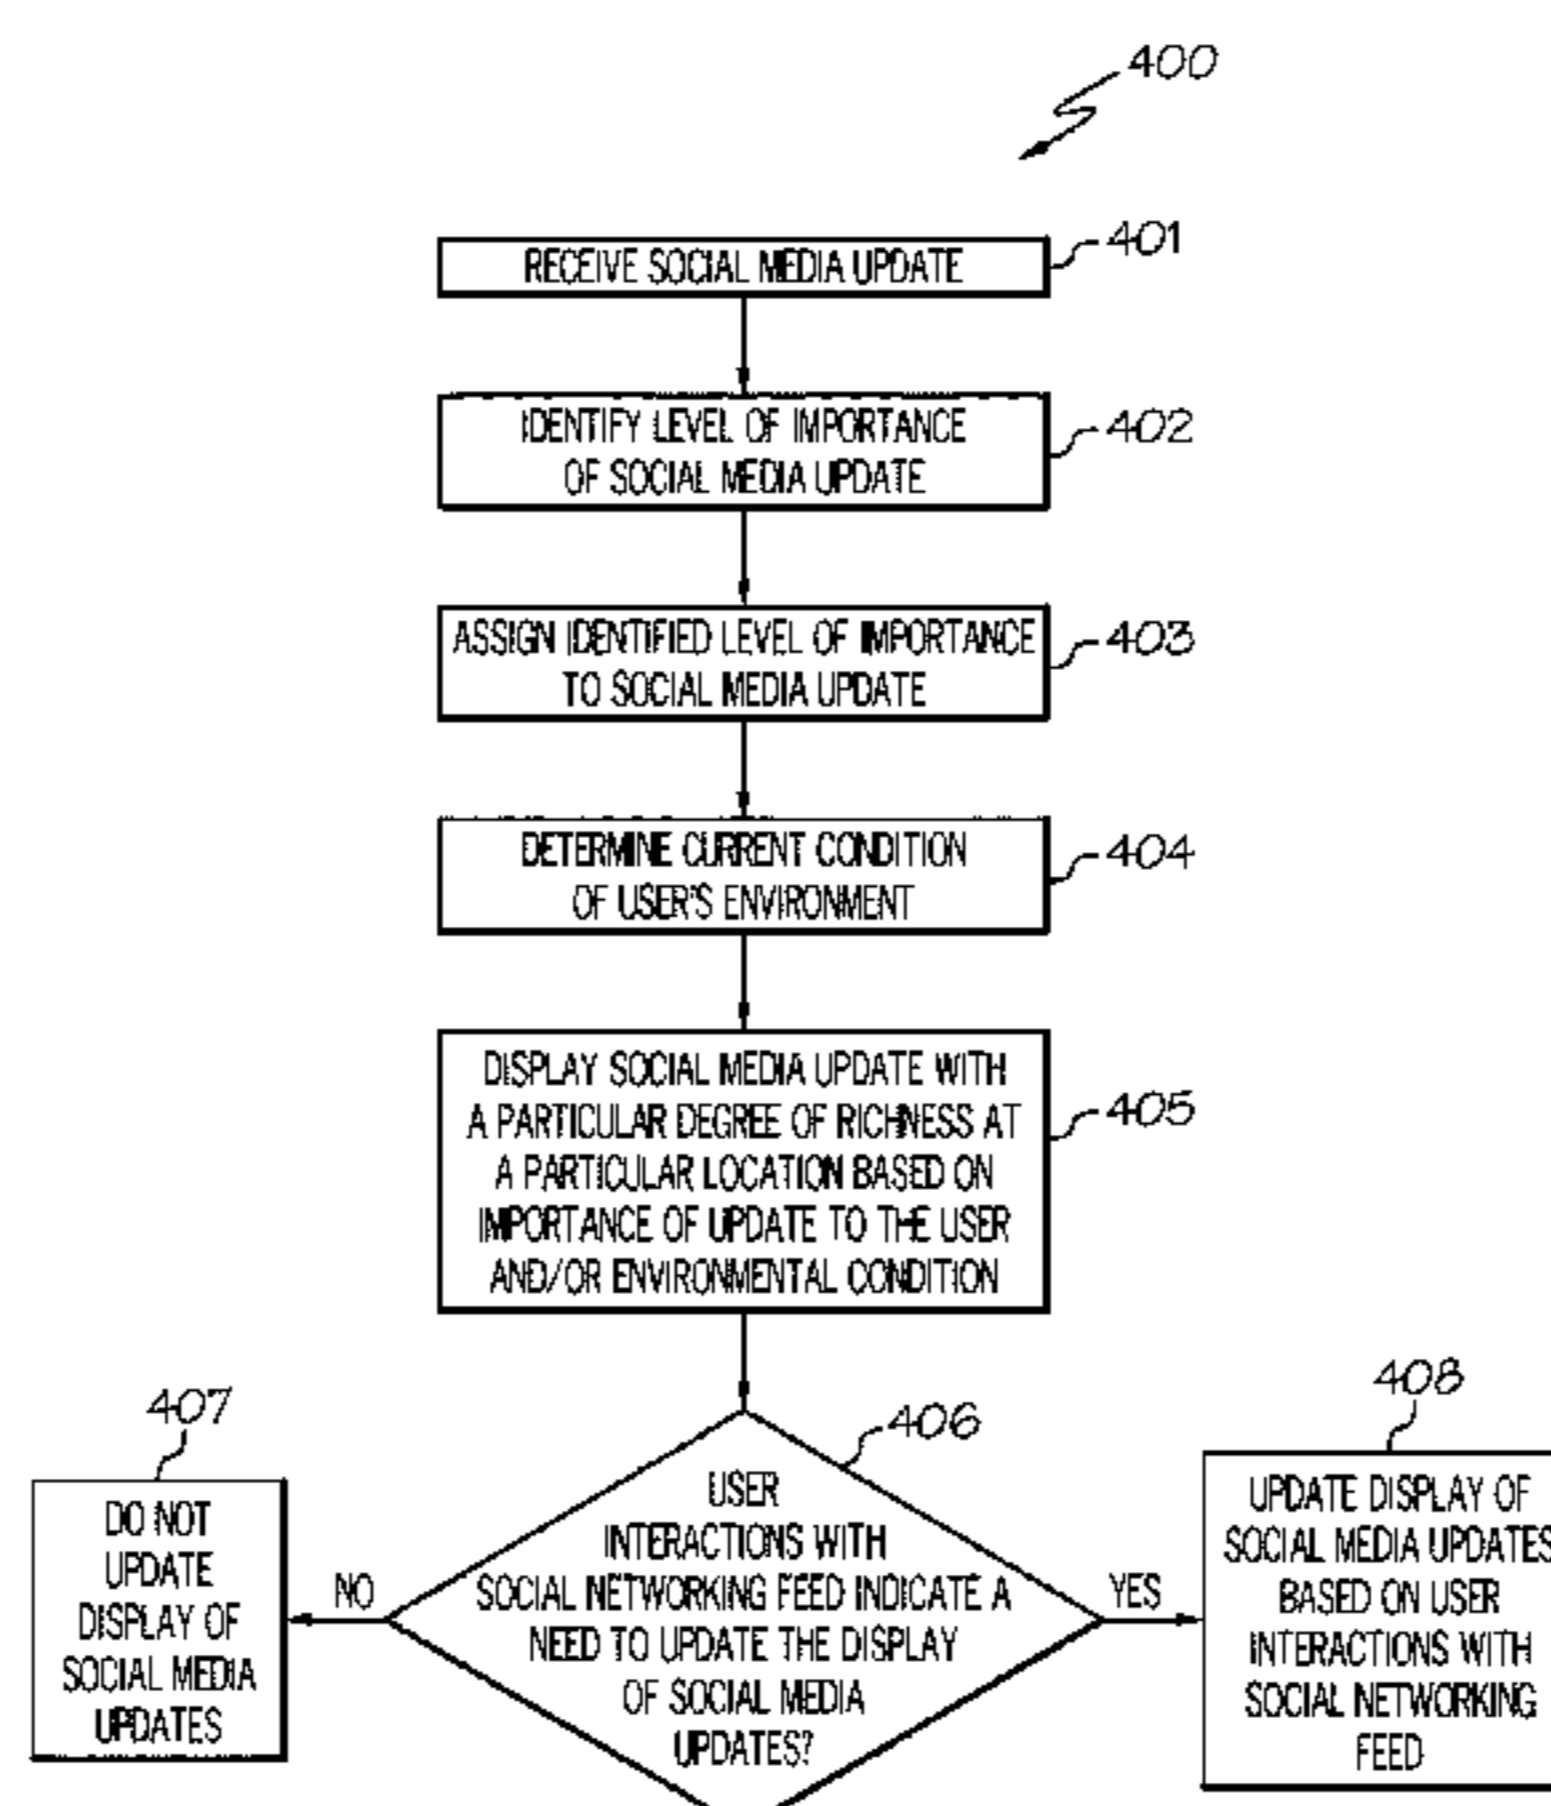 400
RECEIVE SOCIAL MEDIA UPDATE
401
IDENTIFY LEVEL OF IMPORTANCE
OF SOCIAL MEDIA UPDATE
402
ASSIGN IDENTIFIED LEVEL OF IMPORTANCE
TO SOCIAL MEDIA UPDATE
403
DETERMINE CURRENT CONDITION
OF USER'S ENVIRONMENT
404
DISPLAY SOCIAL MEDIA UPDATE WITH
A PARTICULAR DEGREE OF RICHNESS AT
A PARTICULAR LOCATION BASED ON
IMPORTANCE OF UPDATE TO THE USER
AND/OR ENVIRONMENTAL CONDITION
405
407
DO NOT
UPDATE
DISPLAY OF
SOCIAL MEDIA
UPDATES
NO
406
USER
INTERACTIONS WITH
SOCIAL NETWORKING FEED INDICATE A
NEED TO UPDATE THE DISPLAY
OF SOCIAL MEDIA
UPDATES?
YES
408
UPDATE DISPLAY OF
SOCIAL MEDIA UPDATES
BASED ON USER
INTERACTIONS WITH
SOCIAL NETWORKING
FEED